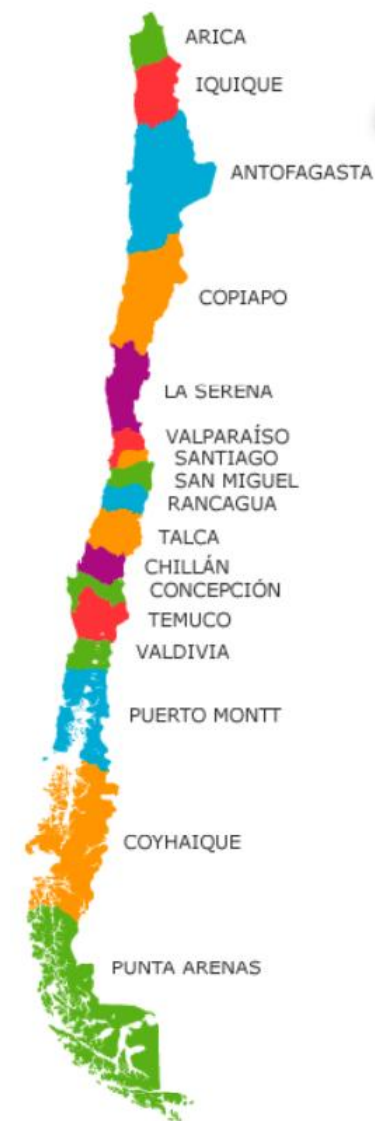 ARICA
IQUIQUE
ANTOFAGASTA
COPIAPO
LA SERENA
VALPARAÍSO
SANTIAGO
SAN MIGUEL
RANCAGUA
TALCA
CHILLÁN
CONCEPCIÓN
TEMUCO
VALDIVIA
PUERTO MONTT
COYHAIQUE
PUNTA ARENAS